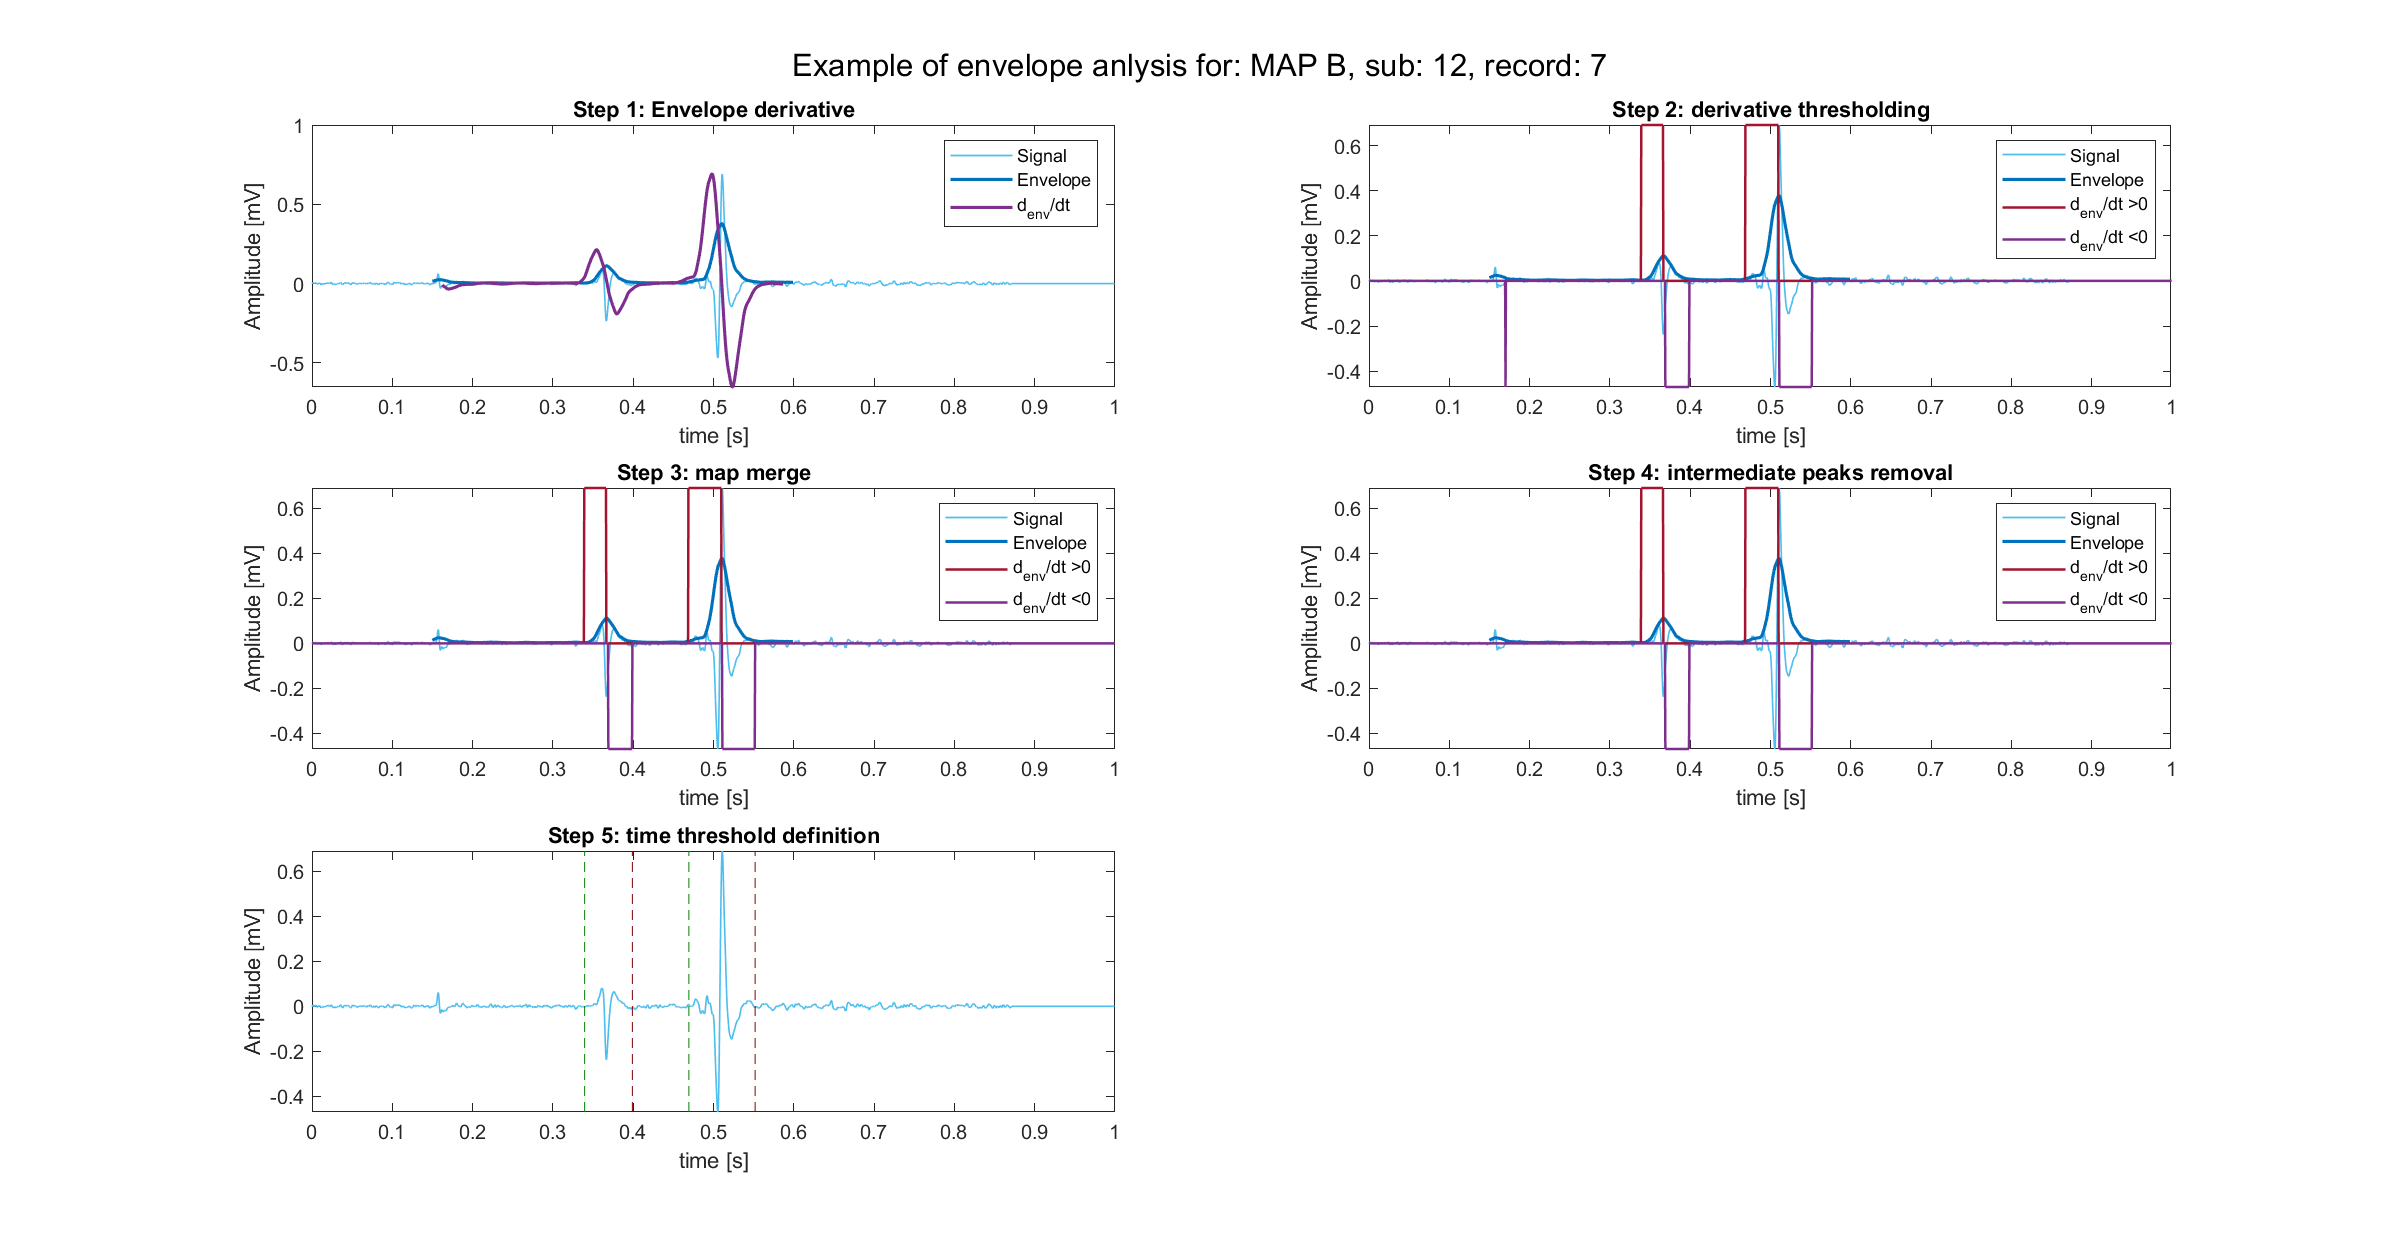 Example of envelope anlysis for: MAP B, sub: 12, record: 7
Step 1: Envelope derivative
Amplitude [mV]
1
0.5
0
-0.5
0 0.1 0.2 0.3 0.4 0.5 0.6 0.7 0.8 0.9 1
time [s]
Signal
Envelope
d_env/dt
Step 2: derivative thresholding
Amplitude [mV]
0.6
0.4
0.2
0
-0.2
-0.4
0 0.1 0.2 0.3 0.4 0.5 0.6 0.7 0.8 0.9 1
time [s]
Signal
Envelope
d_env/dt >0
d_env/dt <0
Step 3: map merge
Amplitude [mV]
0.6
0.4
0.2
0
-0.2
-0.4
0 0.1 0.2 0.3 0.4 0.5 0.6 0.7 0.8 0.9 1
time [s]
Signal
Envelope
d_env/dt >0
d_env/dt <0
Step 4: intermediate peaks removal
Amplitude [mV]
0.6
0.4
0.2
0
-0.2
-0.4
0 0.1 0.2 0.3 0.4 0.5 0.6 0.7 0.8 0.9 1
time [s]
Signal
Envelope
d_env/dt >0
d_env/dt <0
Step 5: time threshold definition
Amplitude [mV]
0.6
0.4
0.2
0
-0.2
-0.4
0 0.1 0.2 0.3 0.4 0.5 0.6 0.7 0.8 0.9 1
time [s]